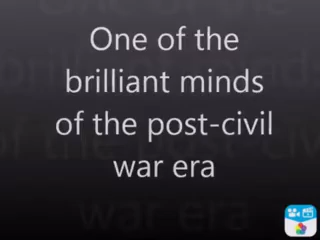 One of the
brilliant minds
of the post-civil
war era